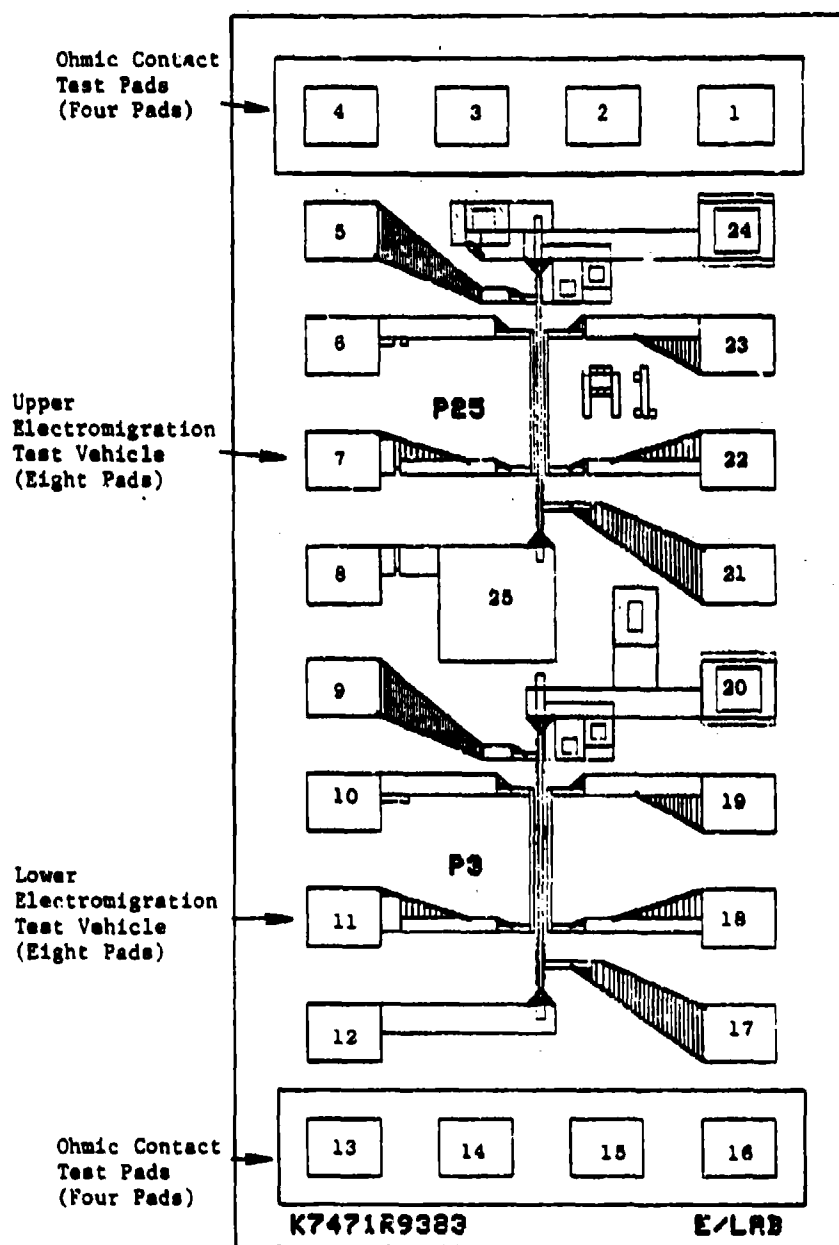 Ohmic Contact
Test Pads
(Four Pads)
4 3 2 1
5 24
6 23
P25 A1
Upper
Electromigration
Test Vehicle
(Eight Pads)
7 22
8 25 21
9 20
10 19
P3
Lower
Electromigration
Test Vehicle
(Eight Pads)
11 18
12 17
Ohmic Contact
Test Pads
(Four Pads)
13 14 15 16
K7471R9383 E/LAB